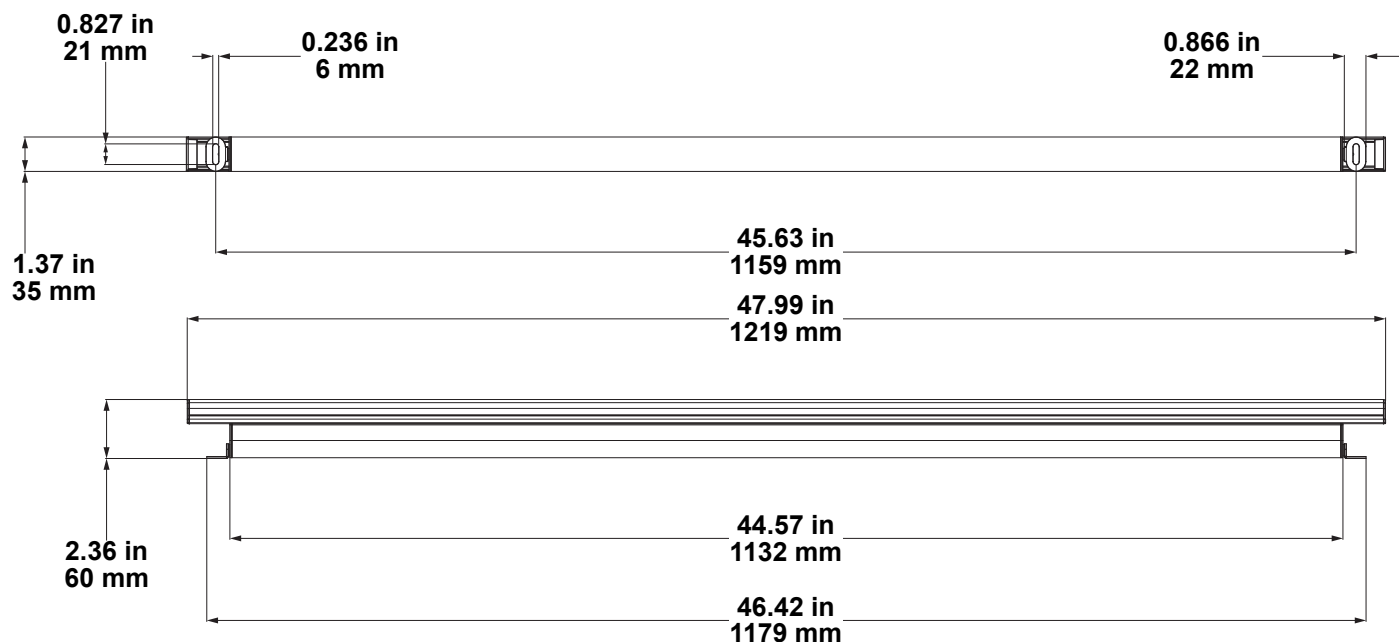 0.827 in
21 mm
0.236 in
6 mm
0.866 in
22 mm
45.63 in
1159 mm
1.37 in
35 mm
47.99 in
1219 mm
44.57 in
1132 mm
2.36 in
60 mm
46.42 in
1179 mm